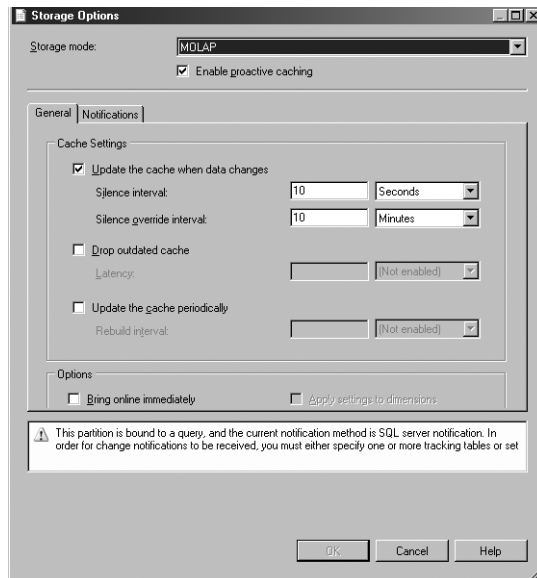 Storage Options
Storage mode: MOLAP
Enable proactive caching
General Notifications
Cache Settings
Update the cache when data changes
Silence interval: 10 Seconds
Silence override interval: 10 Minutes
Drop outdated cache
Latency: (Not enabled)
Update the cache periodically
Rebuild interval: (Not enabled)
Options
Bring online immediately Apply settings to dimensions
This partition is bound to a query, and the current notification method is SQL server notification. In
order for change notifications to be received, you must either specify one or more tracking tables or set
OK Cancel Help